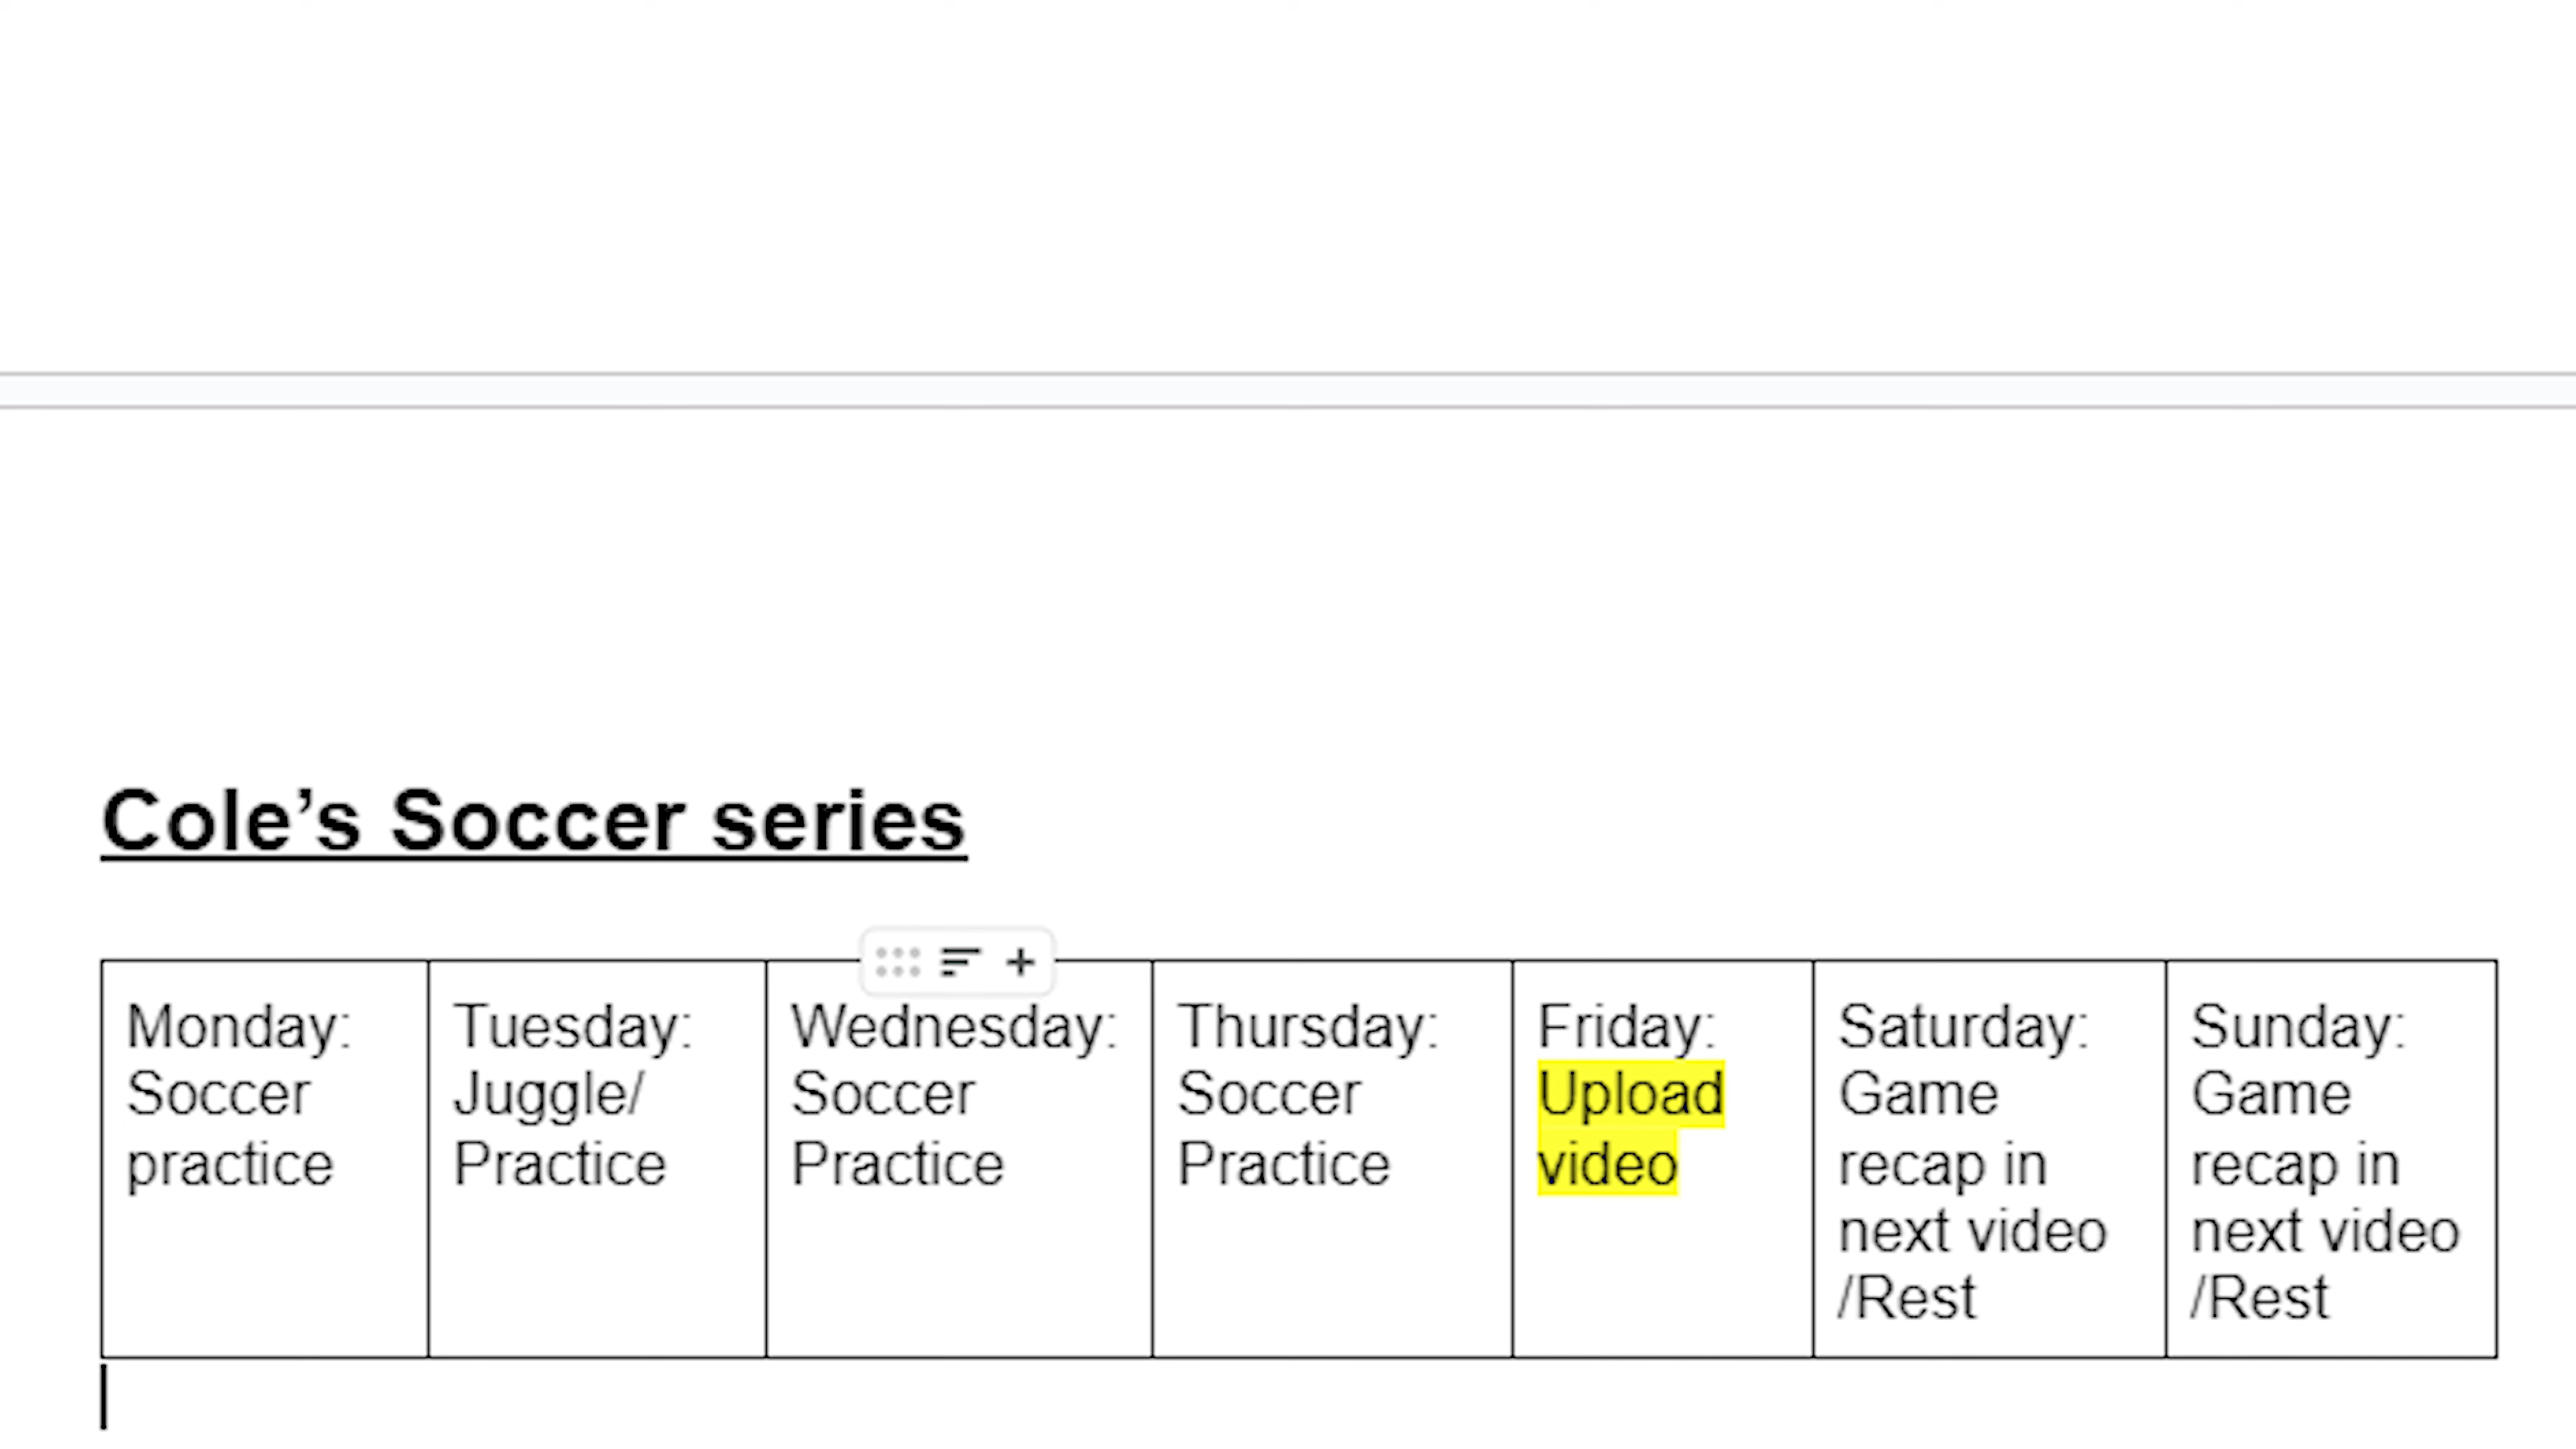 Cole’s Soccer series
Monday:
Soccer
practice
Tuesday:
Juggle/
Practice
Wednesday:
Soccer
Practice
Thursday:
Soccer
Practice
Friday:
Upload
video
Saturday:
Game
recap in
next video
/Rest
Sunday:
Game
recap in
next video
/Rest